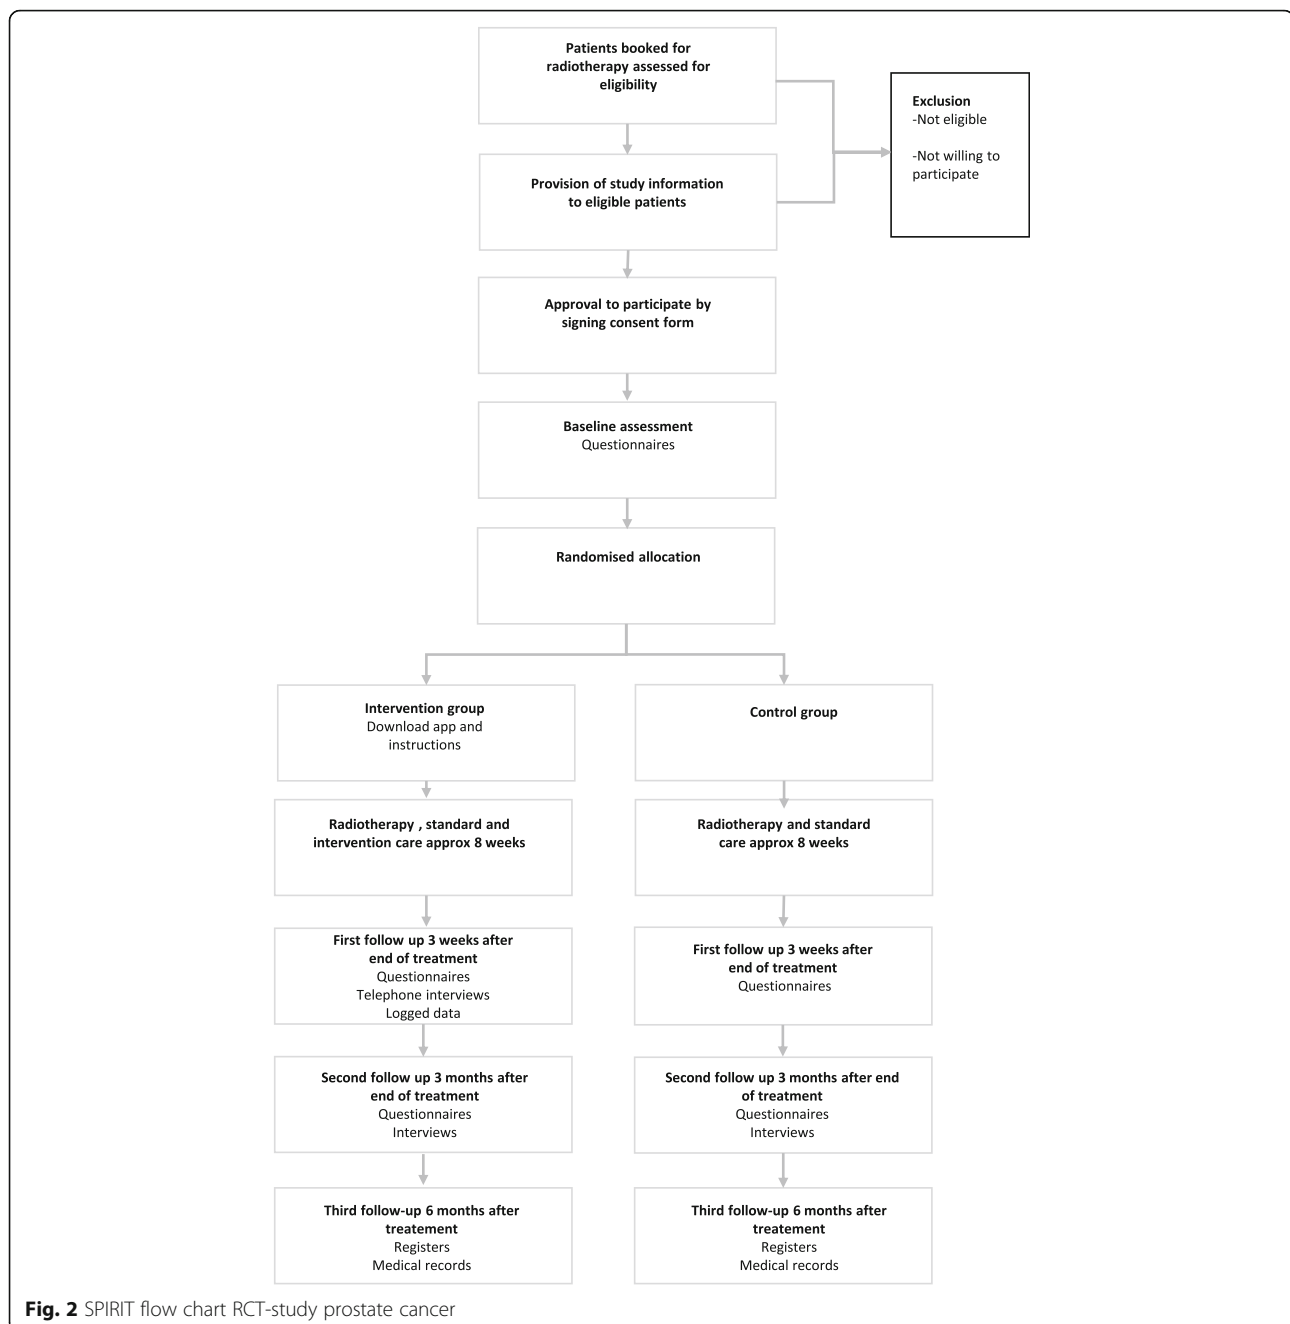 Patients booked for
radiotherapy assessed for
eligibility
Exclusion
-Not eligible
-Not willing to
participate
Provision of study information
to eligible patients
Approval to participate by
signing consent form
Baseline assessment
Questionnaires
Randomised allocation
Intervention group
Download app and
instructions
Control group
Radiotherapy , standard and
intervention care approx 8 weeks
Radiotherapy and standard
care approx 8 weeks
First follow up 3 weeks after
end of treatment
Questionnaires
Telephone interviews
Logged data
First follow up 3 weeks after
end of treatment
Questionnaires
Second follow up 3 months after
end of treatment
Questionnaires
Interviews
Second follow up 3 months after end
of treatment
Questionnaires
Interviews
Third follow-up 6 months after
treatement
Registers
Medical records
Third follow-up 6 months after
treatement
Registers
Medical records
Fig. 2 SPIRIT flow chart RCT-study prostate cancer